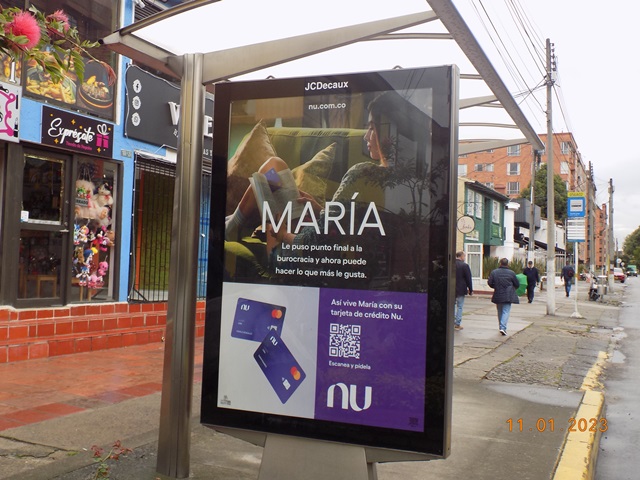 JCDecaux
nu.com.co
MARÍA
Le puso punto final a la
burocracia y ahora puede
hacer lo que más le gusta.
Así vive María con su
tarjeta de crédito Nu.
Escanea y pídela
nu
Exprésate
11 01 2023